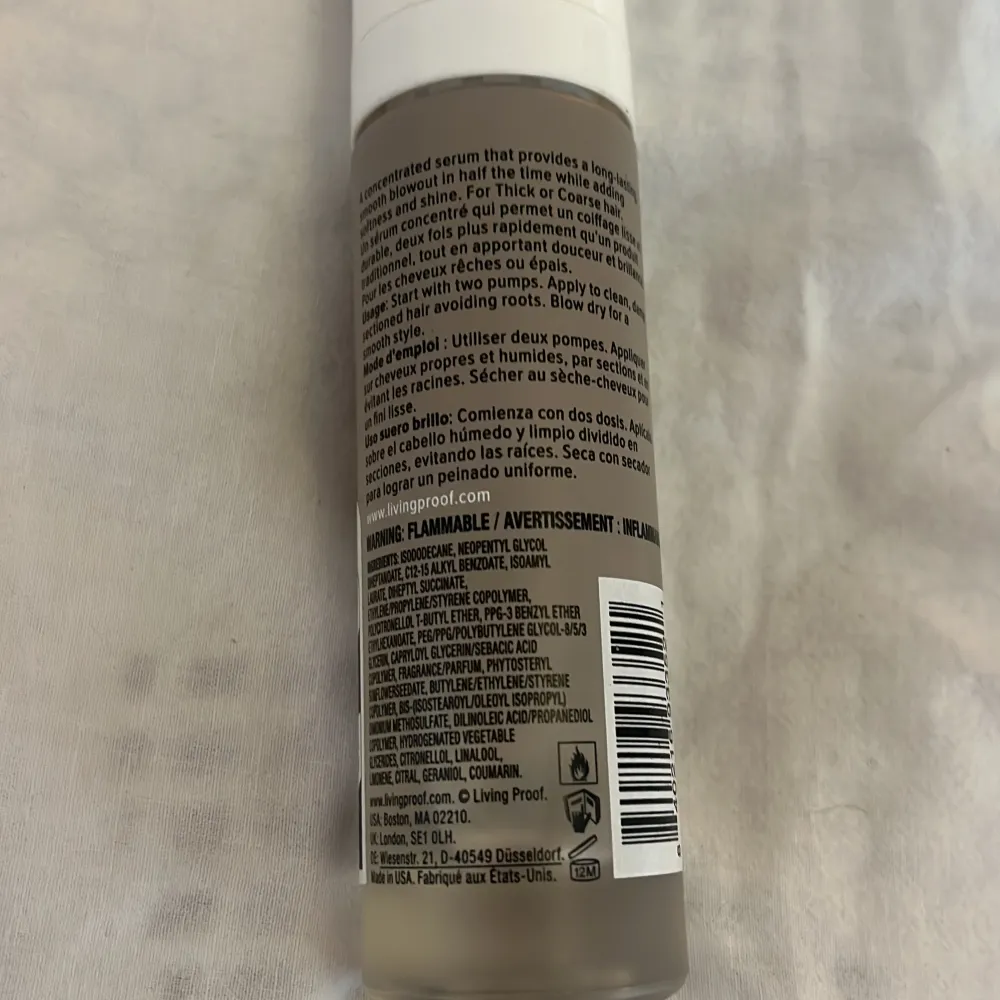 A concentrated serum that provides a long-lasting
smooth blowout in half the time while adding
softness and shine. For Thick or Coarse hair.
Un sérum concentré qui permet un coiffage lisse
durable, deux fois plus rapidement qu'un produit
traditionnel, tout en apportant douceur et
Pour les cheveux rêches ou épais.
Usage: Start with two pumps. Apply to clean,
sectioned hair avoiding roots. Blow dry for a
smooth style.
Mode d'emploi : Utiliser deux pompes.
sur cheveux propres et humides, par sections
évitant les racines. Sécher au sèche-cheveux
un fini lisse.
Uso suero brillo: Comienza con dos dosis.
sobre el cabello húmedo y limpio dividido en
secciones, evitando las raíces. Seca con secador
para lograr un peinado uniforme.
www.livingproof.com
WARNING: FLAMMABLE / AVERTISSEMENT :
INGREDIENTS: ISODODECANE, NEOPENTYL GLYCOL
DIHEPTANOATE, C12-15 ALKYL BENZOATE, ISOAMYL
LAURATE, DIHEPTYL SUCCINATE,
ETHYLENE/PROPYLENE/STYRENE COPOLYMER,
POLYCITRONELLOL T-BUTYL ETHER, PPG-3 BENZYL ETHER
ETHYLHEXANOATE, PEG/PPG/POLYBUTYLENE GLYCOL-8/5/3
GLYCERIN, CAPRYLOYL GLYCERIN/SEBACIC ACID
COPOLYMER, FRAGRANCE/PARFUM, PHYTOSTERYL
SUNFLOWERSEEDATE, BUTYLENE/ETHYLENE/STYRENE
COPOLYMER, BIS-(ISOSTEAROYL/OLEOYL ISOPROPYL)
DIMONIUM METHOSULFATE, DILINOLEIC ACID/PROPANEDIOL
COPOLYMER, HYDROGENATED VEGETABLE
GLYCERIDES, CITRONELLOL, LINALOOL,
LIMONENE, CITRAL, GERANIOL, COUMARIN.
www.livingproof.com. © Living Proof.
USA: Boston, MA 02210.
UK: London, SE1 0LH.
DE: Wiesenstr. 21, D-40549 Düsseldorf.
Made in USA. Fabriqué aux États-Unis.
12M